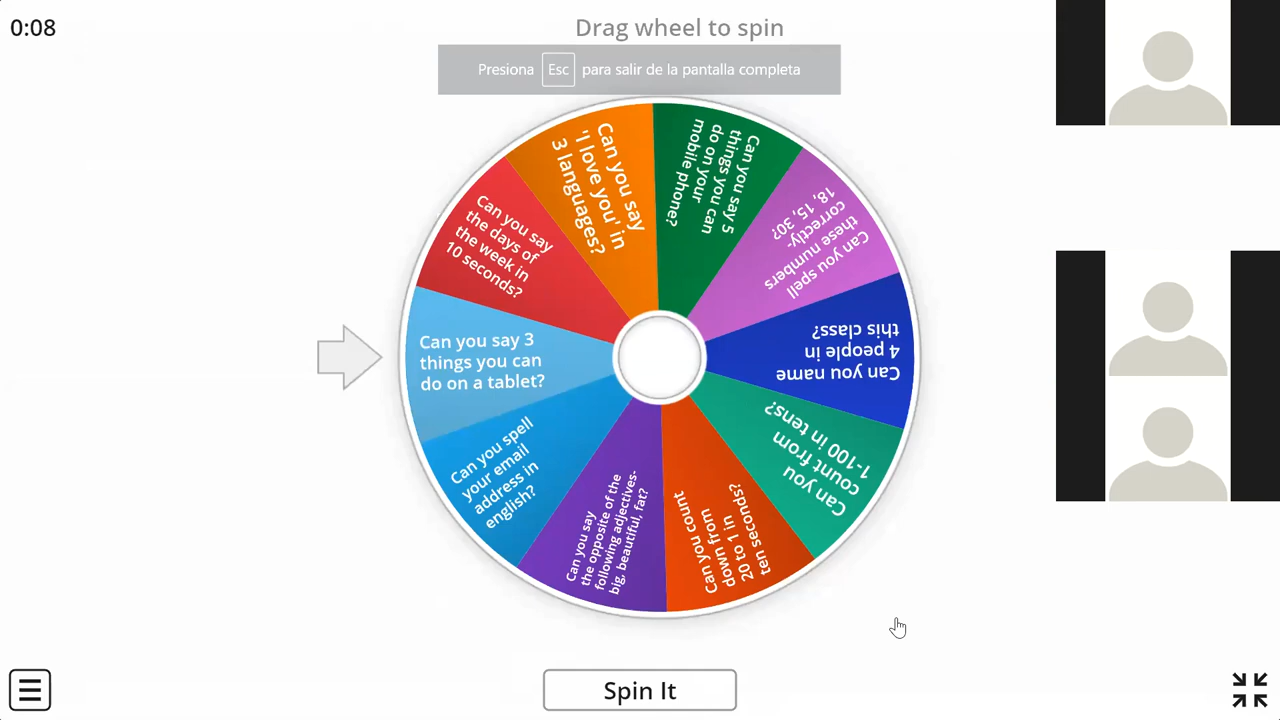 0:08
Drag wheel to spin
Presiona Esc para salir de la pantalla completa
Can you say
'I love you' in
3 languages?
Can you say 5
things you can
do on your
mobile phone?
Can you spell
these numbers
correctly-
18, 15, 30?
Can you name
4 people in
this class?
Can you
count from
1-100 in tens?
Can you count
down from
20 to 1 in
ten seconds?
Can you say
the opposite of the
following adjectives-
big, beautiful, fat?
Can you spell
your email
address in
english?
Can you say 3
things you can
do on a tablet?
Can you say
the days of
the week in
10 seconds?
Spin It